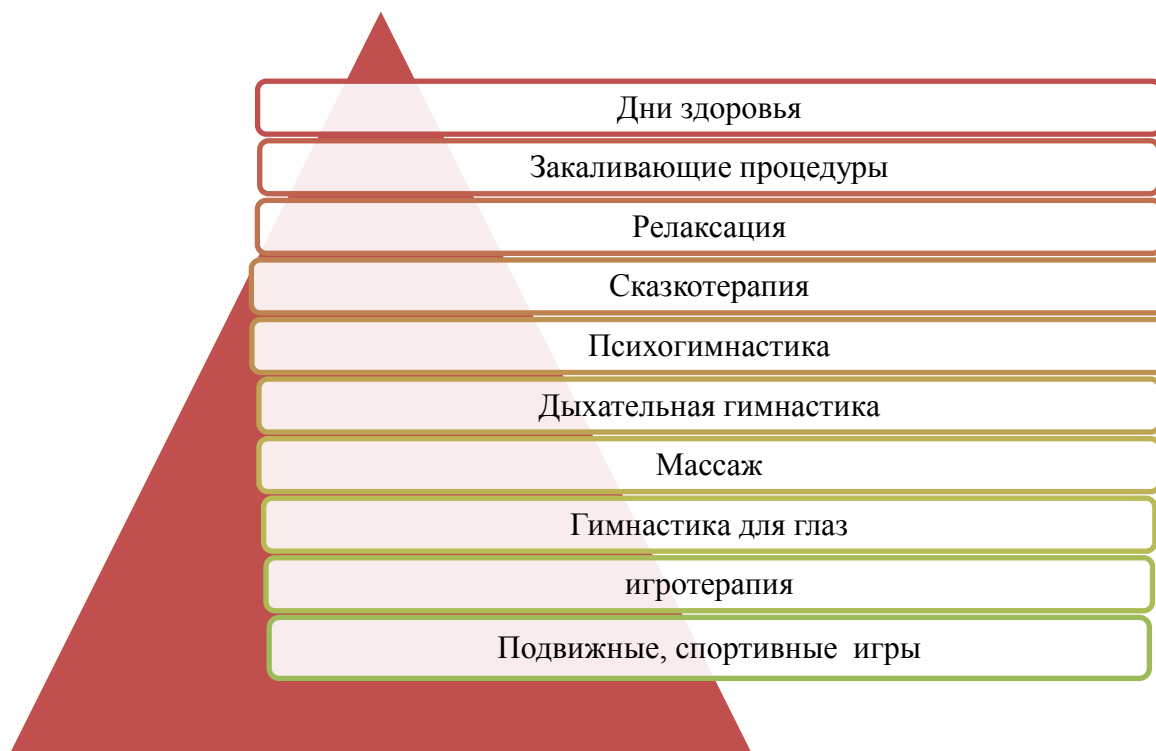 Дни здоровья
Закаливающие процедуры
Релаксация
Сказкотерапия
Психогимнастика
Дыхательная гимнастика
Массаж
Гимнастика для глаз
игротерапия
Подвижные, спортивные  игры